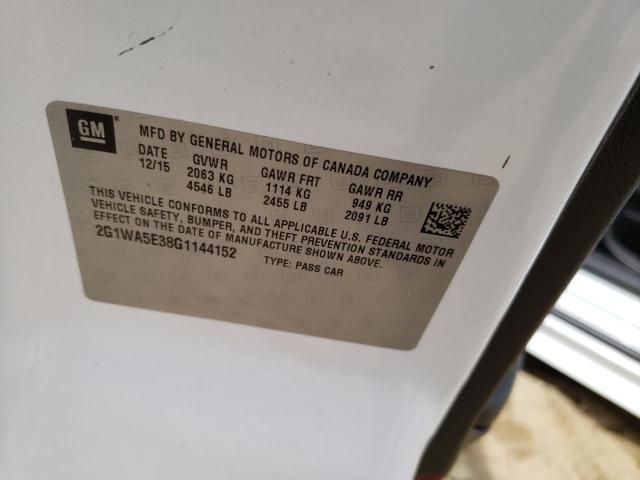 GM
MFD BY GENERAL MOTORS OF CANADA COMPANY
DATE GVWR GAWR FRT GAWR RR
12/15 2063 KG 1114 KG 949 KG
4546 LB 2455 LB 2091 LB
THIS VEHICLE CONFORMS TO ALL APPLICABLE U.S. FEDERAL MOTOR
VEHICLE SAFETY, BUMPER, AND THEFT PREVENTION STANDARDS IN
EFFECT ON THE DATE OF MANUFACTURE SHOWN ABOVE.
2G1WA5E38G1144152 TYPE: PASS CAR